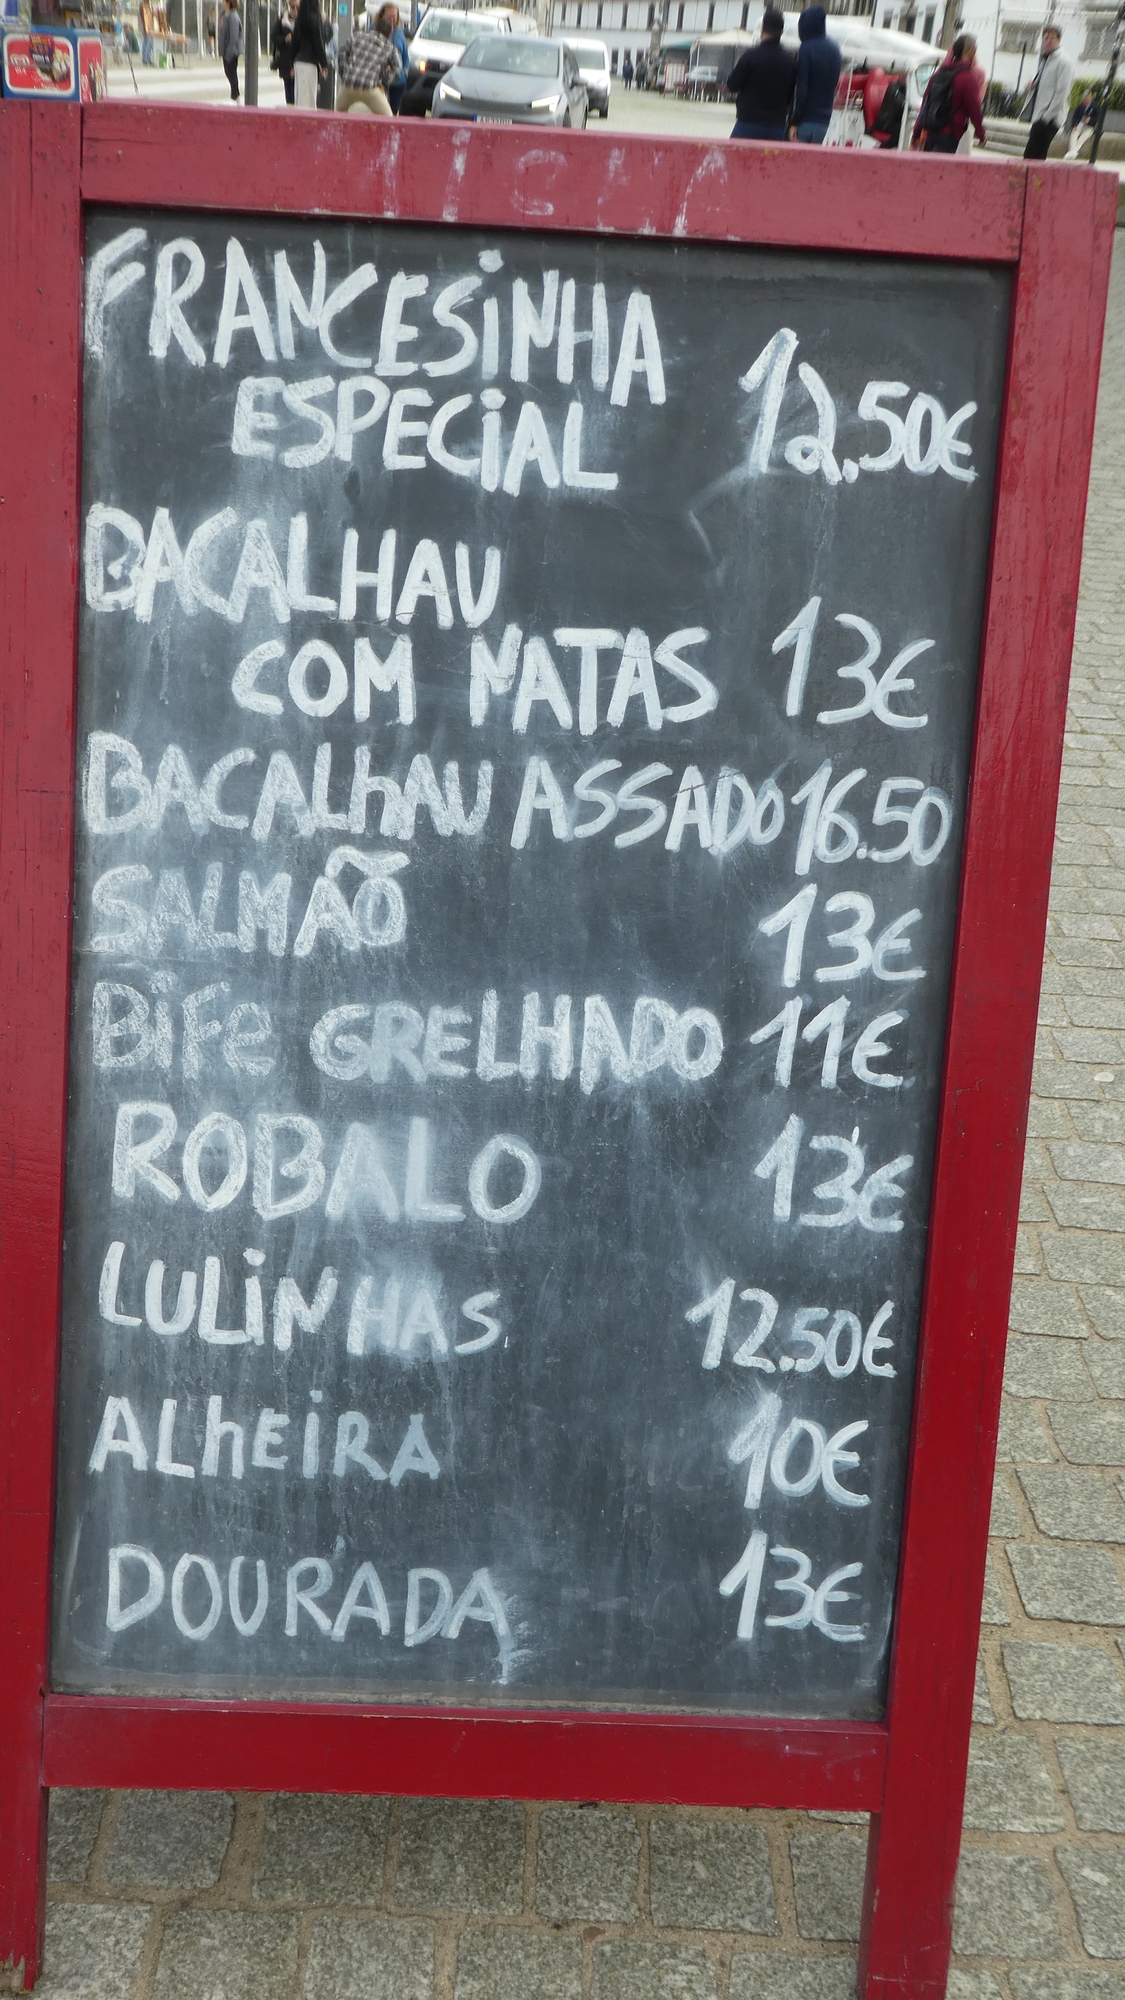 FRANCESINHA
ESPECIAL 12.50€
BACALHAU
COM NATAS 13€
BACALhAU ASSADO 16.50
SALMÃO 13€
BiFe GRELHADO 11€
ROBALO 13€
LULINHAS 12.50€
ALhEIRA 10€
DOURADA 13€